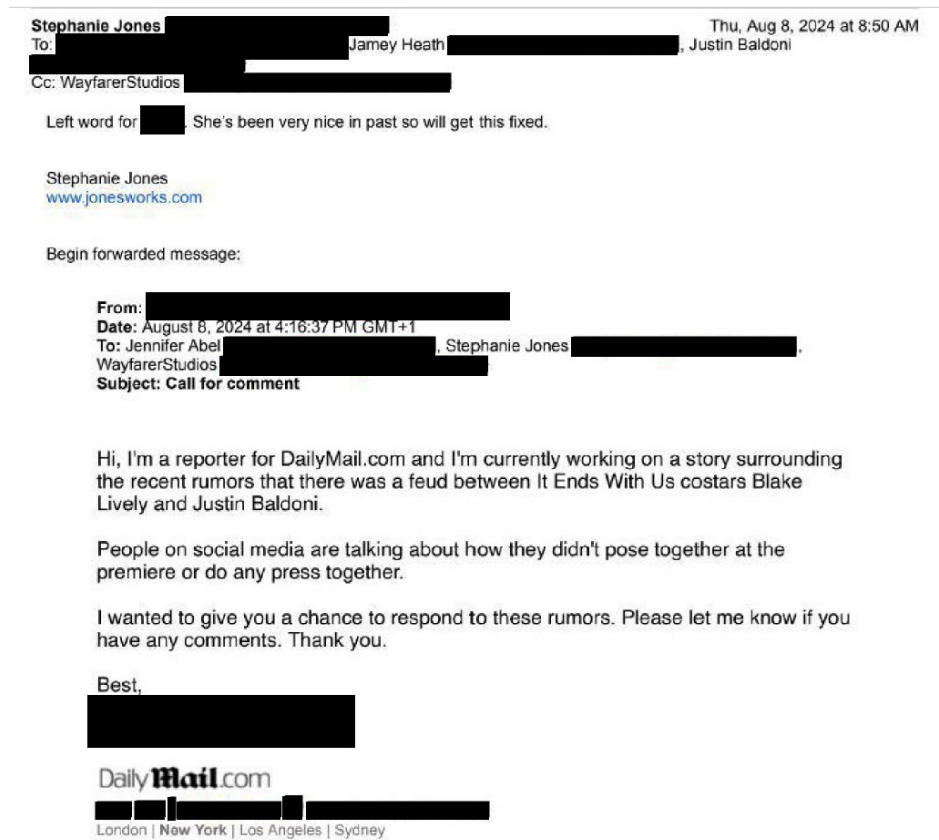 Stephanie Jones Thu, Aug 8, 2024 at 8:50 AM
To: Jamey Heath , Justin Baldoni
Cc: WayfarerStudios
Left word for . She's been very nice in past so will get this fixed.
Stephanie Jones
www.jonesworks.com
Begin forwarded message:
From:
Date: August 8, 2024 at 4:16:37 PM GMT+1
To: Jennifer Abel , Stephanie Jones ,
WayfarerStudios
Subject: Call for comment
Hi, I'm a reporter for DailyMail.com and I'm currently working on a story surrounding
the recent rumors that there was a feud between It Ends With Us costars Blake
Lively and Justin Baldoni.
People on social media are talking about how they didn't pose together at the
premiere or do any press together.
I wanted to give you a chance to respond to these rumors. Please let me know if you
have any comments. Thank you.
Best,
DailyMail.com
London | New York | Los Angeles | Sydney